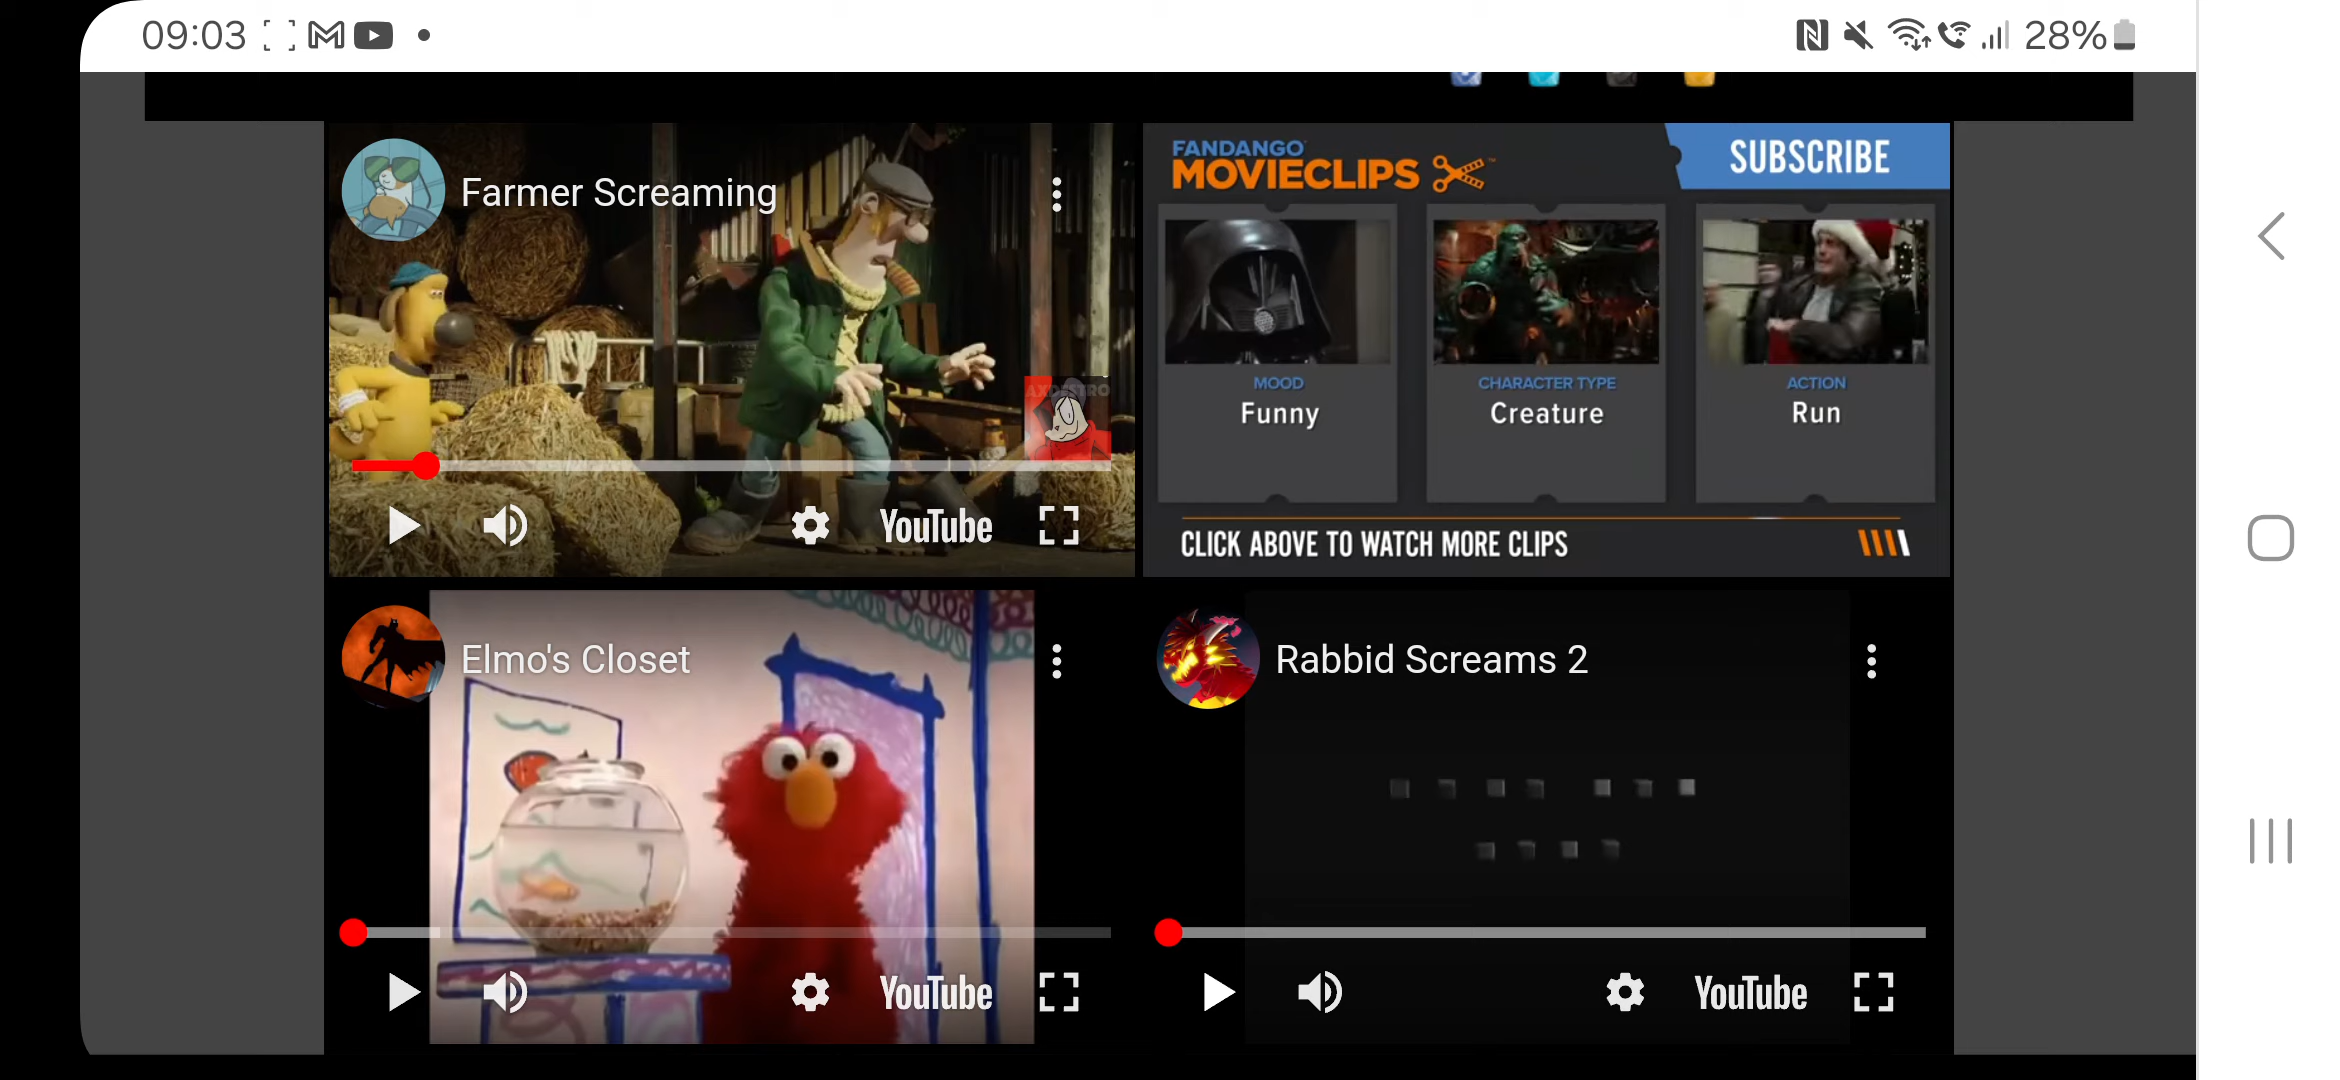 09:03
28%
Farmer Screaming
AXDESTRO
YouTube
FANDANGO
MOVIECLIPS
SUBSCRIBE
MOOD
Funny
CHARACTER TYPE
Creature
ACTION
Run
CLICK ABOVE TO WATCH MORE CLIPS
Elmo's Closet
YouTube
Rabbid Screams 2
YouTube